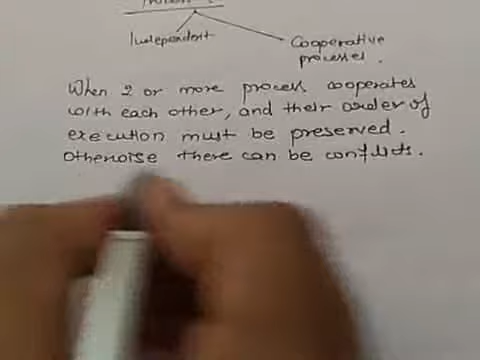 Independent
Cooperative
processes.
When 2 or more process cooperates
with each other, and their order of
execution must be preserved.
Otherwise there can be conflicts.